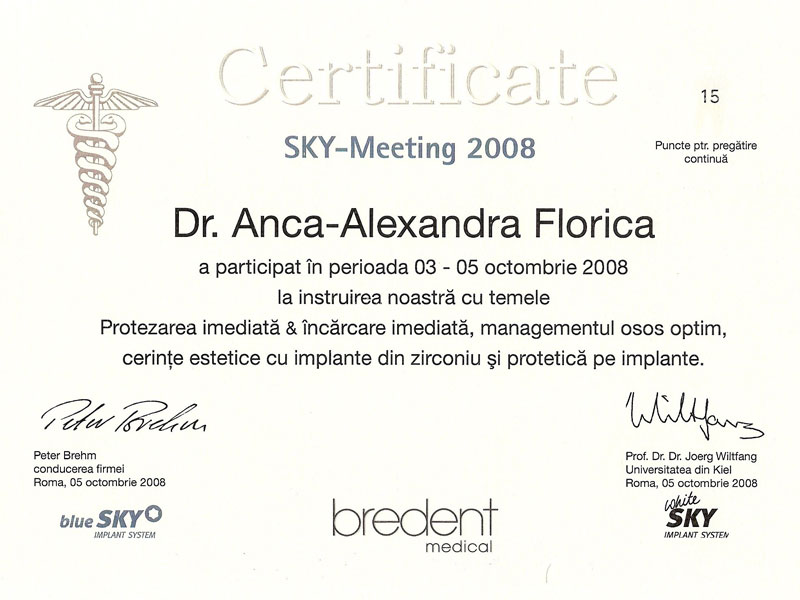 Certificate
15
SKY-Meeting 2008
Puncte ptr. pregătire
continuă
Dr. Anca-Alexandra Florica
a participat în perioada 03 - 05 octombrie 2008
la instruirea noastră cu temele
Protezarea imediată & încărcare imediată, managementul osos optim,
cerințe estetice cu implante din zirconiu şi protetică pe implante.
Peter Brehm
Peter Brehm
conducerea firmei
Roma, 05 octombrie 2008
Wiltfang
Prof. Dr. Dr. Joerg Wiltfang
Universitatea din Kiel
Roma, 05 octombrie 2008
blue SKY
IMPLANT SYSTEM
bredent
medical
white
SKY
IMPLANT SYSTEM